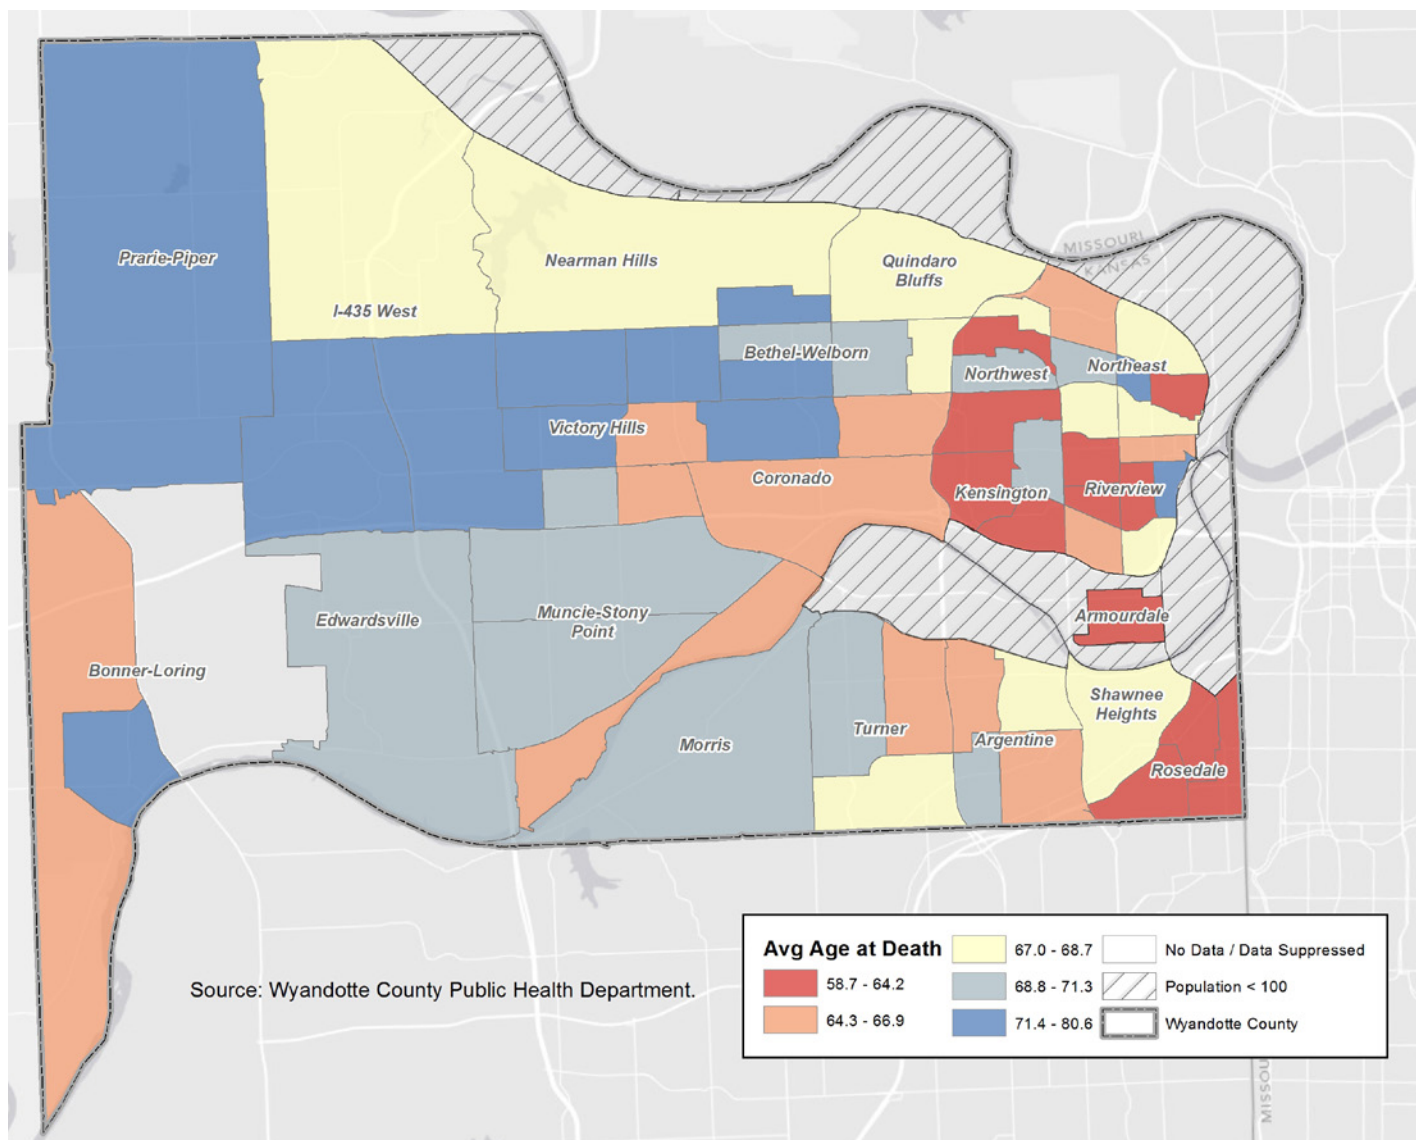 MISSOURI
KANSAS
Prarie-Piper
Nearman Hills
Quindaro
Bluffs
I-435 West
Bethel-Welborn
Northwest
Northeast
Victory Hills
Coronado
Kensington
Riverview
Edwardsville
Muncie-Stony
Point
Armourdale
Bonner-Loring
Shawnee
Heights
Morris
Turner
Argentine
Rosedale
Source: Wyandotte County Public Health Department.
Avg Age at Death
58.7 - 64.2
64.3 - 66.9
67.0 - 68.7
68.8 - 71.3
71.4 - 80.6
No Data / Data Suppressed
Population < 100
Wyandotte County